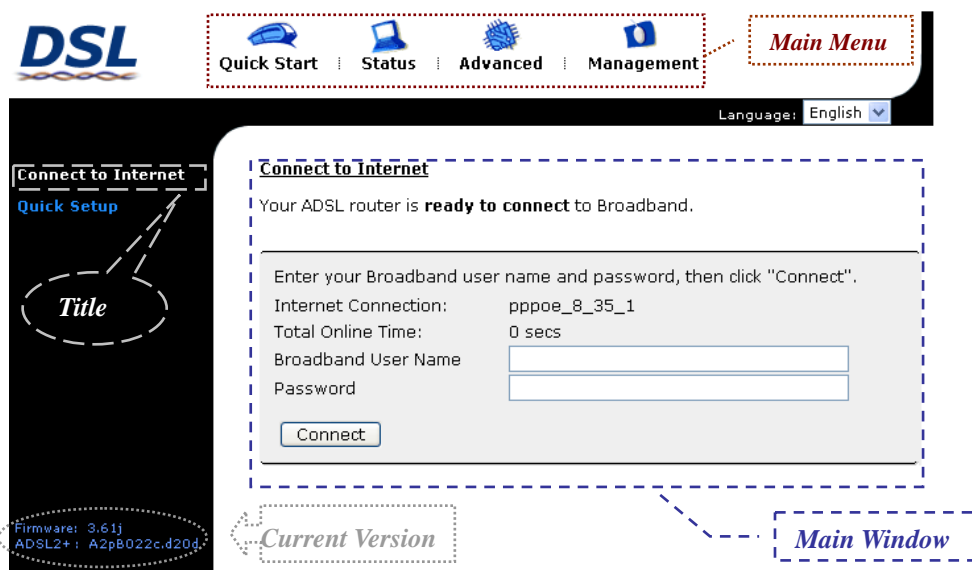 DSL
Quick Start
Status
Advanced
Management
Main Menu
Language: English
Connect to Internet
Quick Setup
Title
Connect to Internet
Your ADSL router is ready to connect to Broadband.
Enter your Broadband user name and password, then click "Connect".
Internet Connection: pppoe_8_35_1
Total Online Time: 0 secs
Broadband User Name
Password
Connect
Firmware: 3.61j
ADSL2+: A2pB022c.d20d
Current Version
Main Window